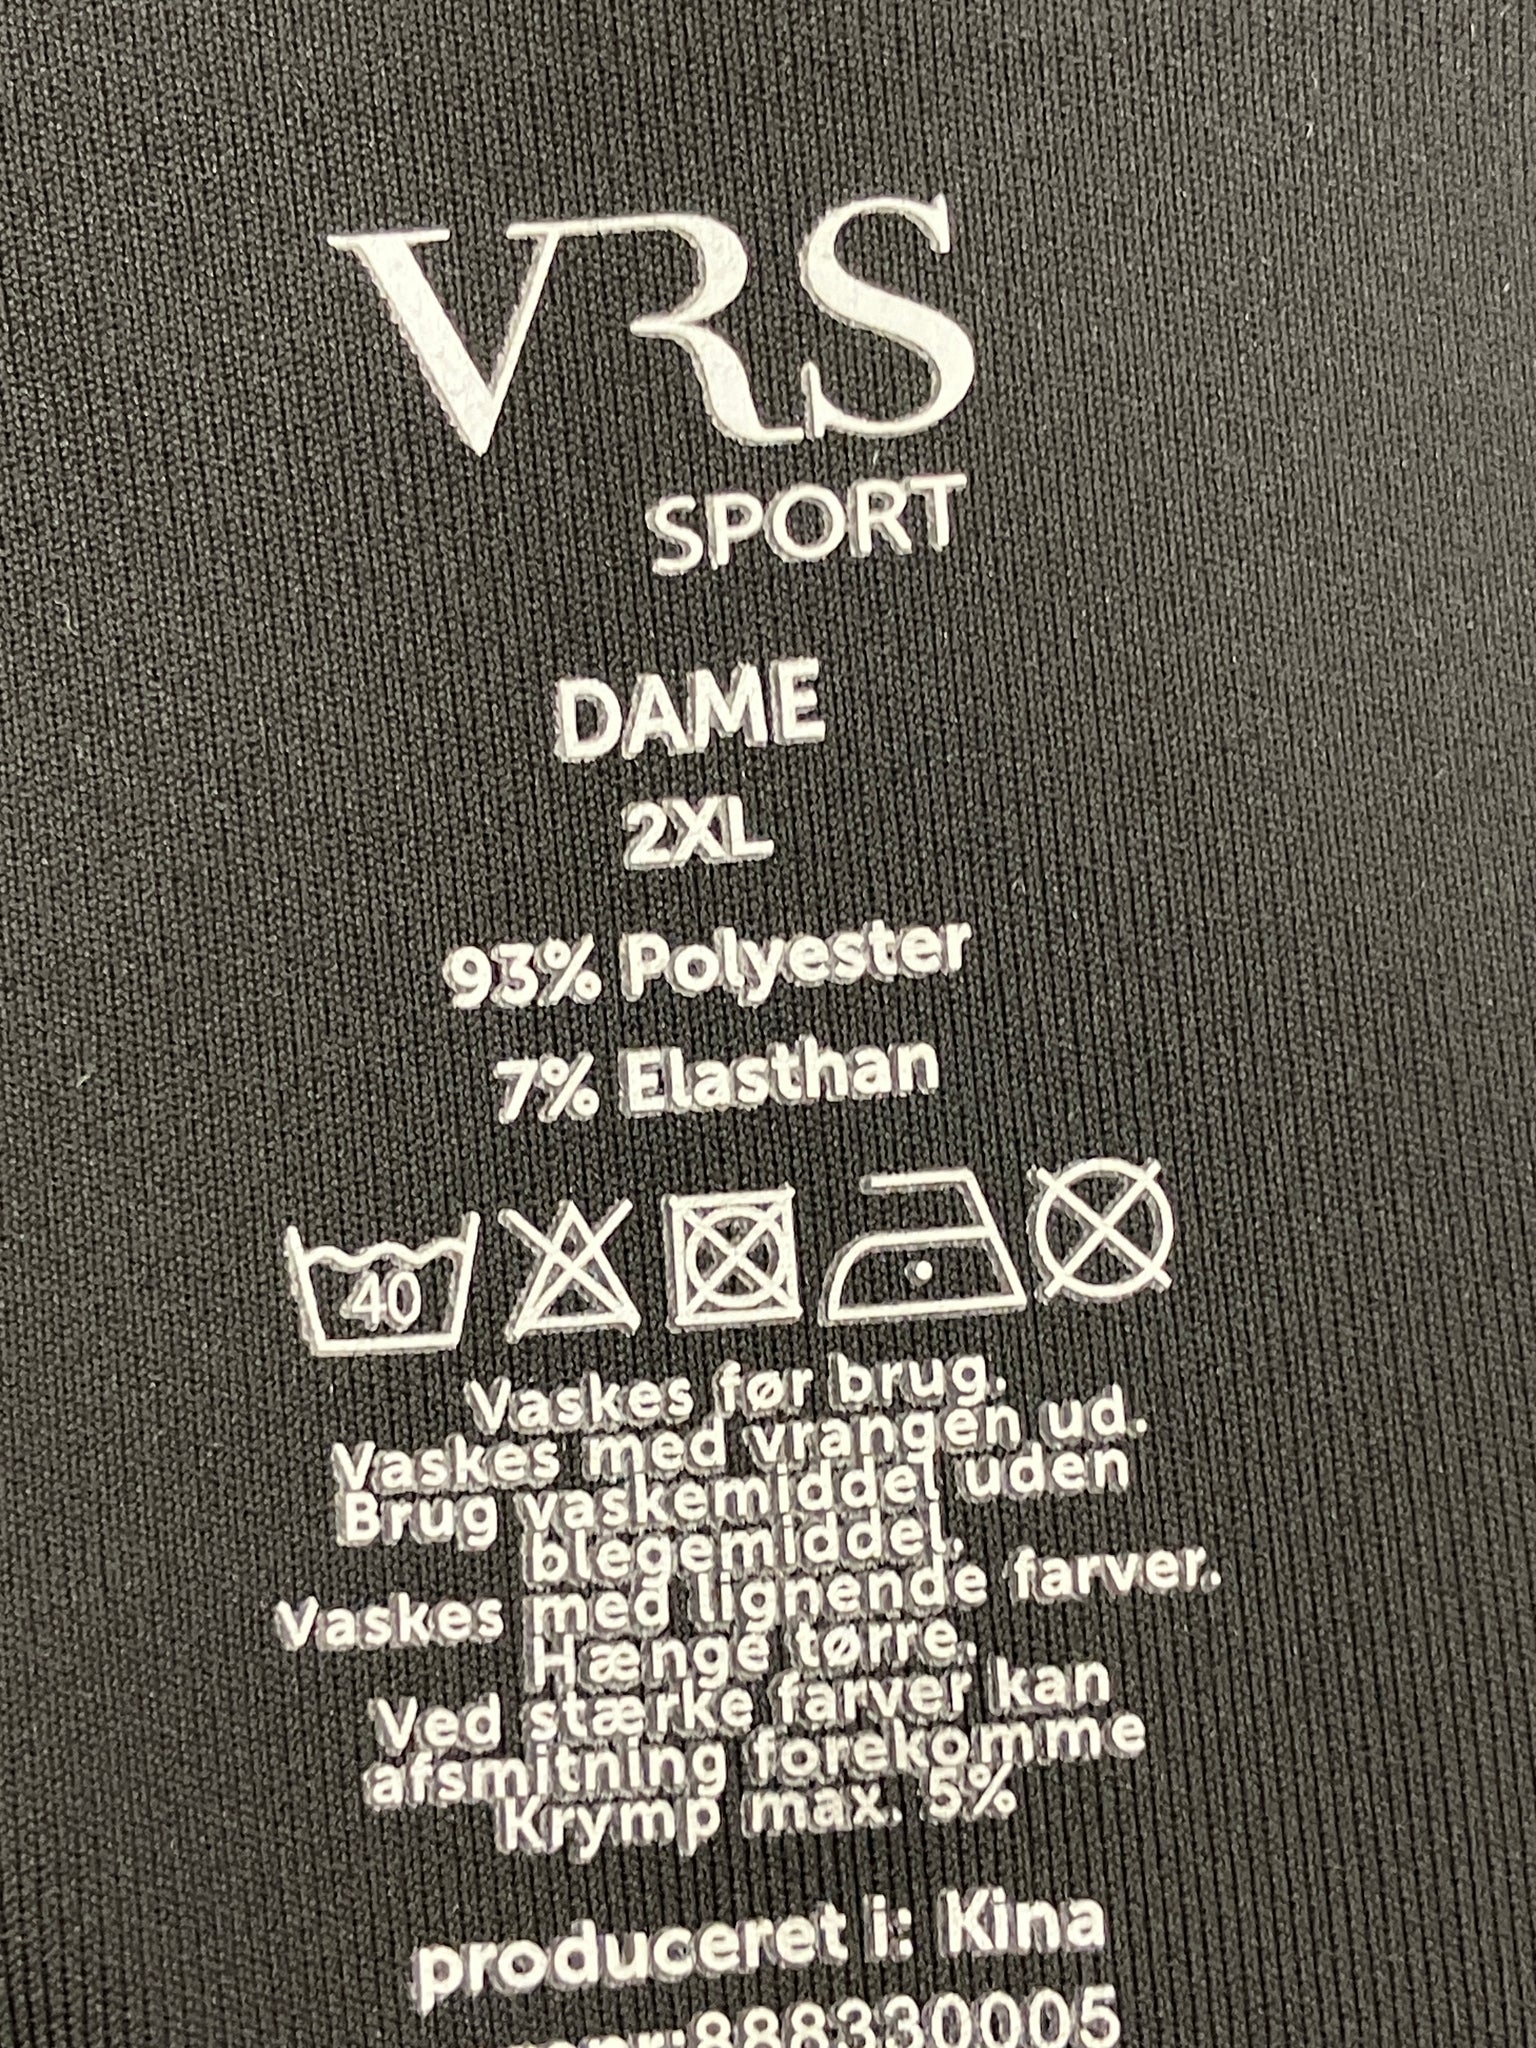 VRS
SPORT
DAME
2XL
93% Polyester
7% Elasthan
40
Vaskes før brug.
Vaskes med vrangen ud.
Brug vaskemiddel uden
blegemiddel.
Vaskes med lignende farver.
Hænge tørre.
Ved stærke farver kan
afsmitning forekomme
Krymp max. 5%
produceret i: Kina
888330005